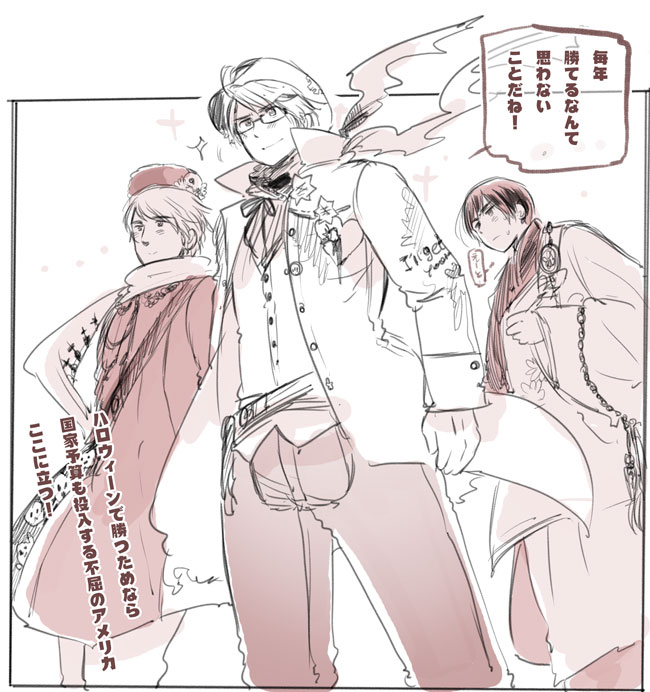 毎年
勝てるなんて
思わない
ことだね！
I'll get
ハロウィーンで勝つためなら
国家予算も投入する不屈のアメリカ
ここに立つ！